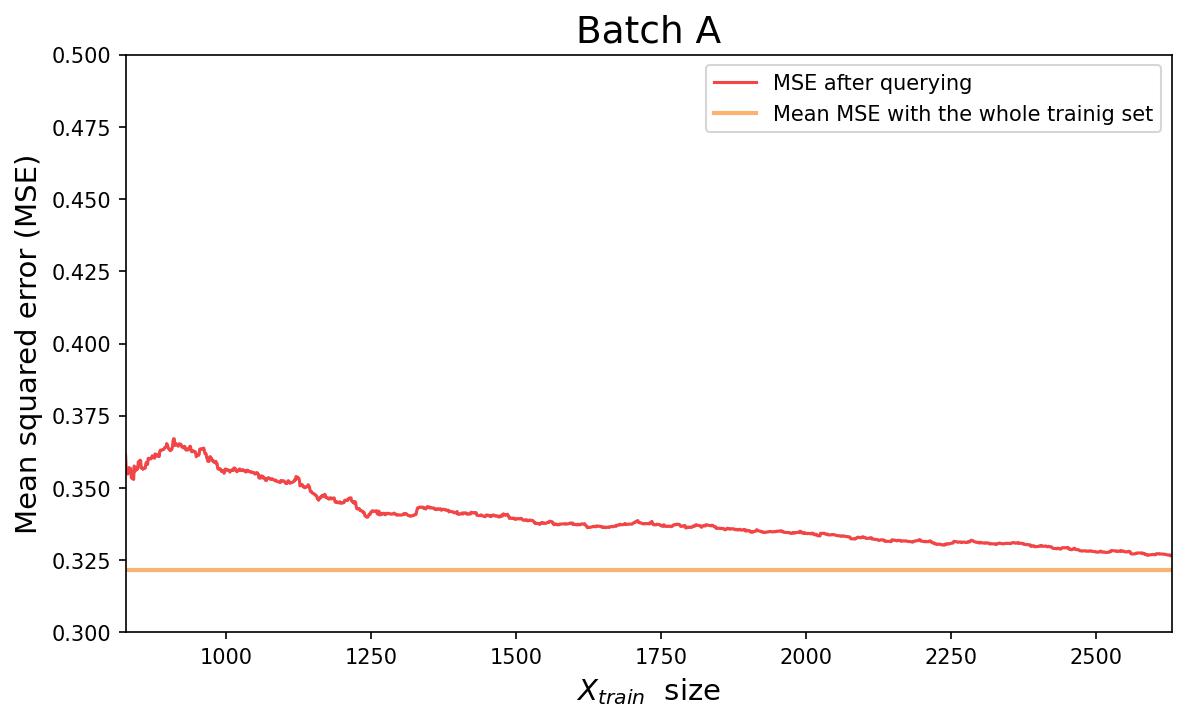 Batch A
MSE after querying
Mean MSE with the whole trainig set
Mean squared error (MSE)
0.500
0.475
0.450
0.425
0.400
0.375
0.350
0.325
0.300
1000 1250 1500 1750 2000 2250 2500
X_train size